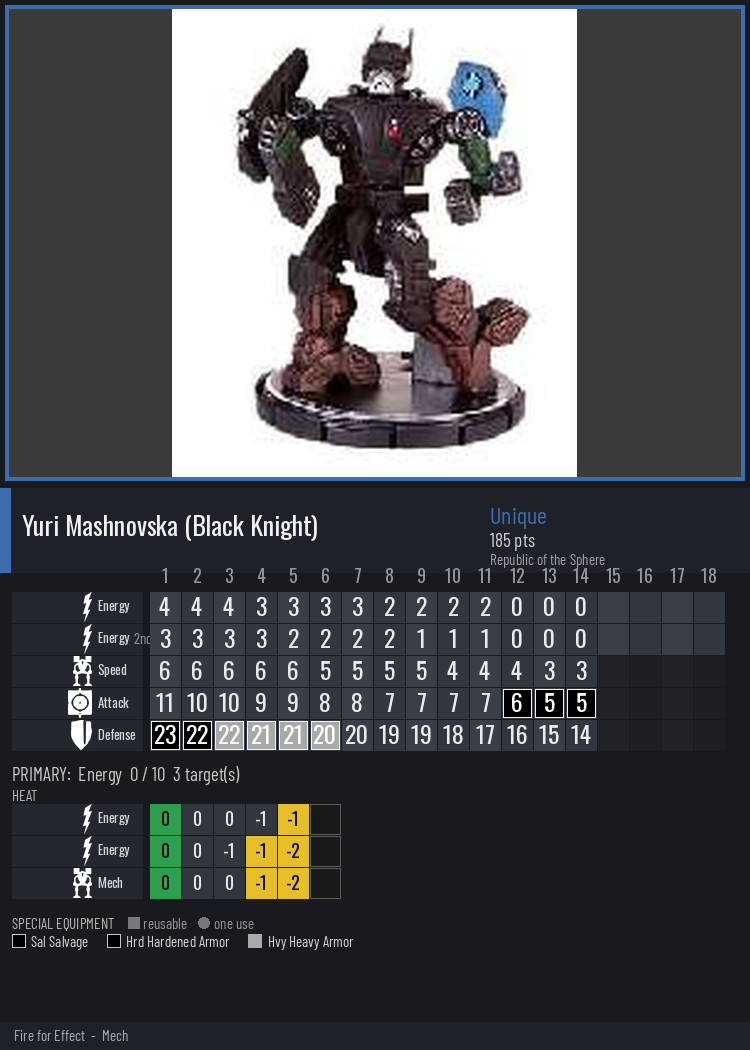 Yuri Mashnovska (Black Knight)
Unique
185 pts
Republic of the Sphere
1 2 3 4 5 6 7 8 9 10 11 12 13 14 15 16 17 18
Energy 4 4 4 3 3 3 3 2 2 2 2 0 0 0
Energy 2nd 3 3 3 3 2 2 2 2 1 1 1 0 0 0
Speed 6 6 6 6 6 5 5 5 5 4 4 4 3 3
Attack 11 10 10 9 9 8 8 7 7 7 7 6 5 5
Defense 23 22 22 21 21 20 20 19 19 18 17 16 15 14
PRIMARY: Energy 0 / 10 3 target(s)
HEAT
Energy 0 0 0 -1 -1
Energy 0 0 -1 -1 -2
Mech 0 0 0 -1 -2
SPECIAL EQUIPMENT reusable one use
Sal Salvage Hrd Hardened Armor Hvy Heavy Armor
Fire for Effect - Mech